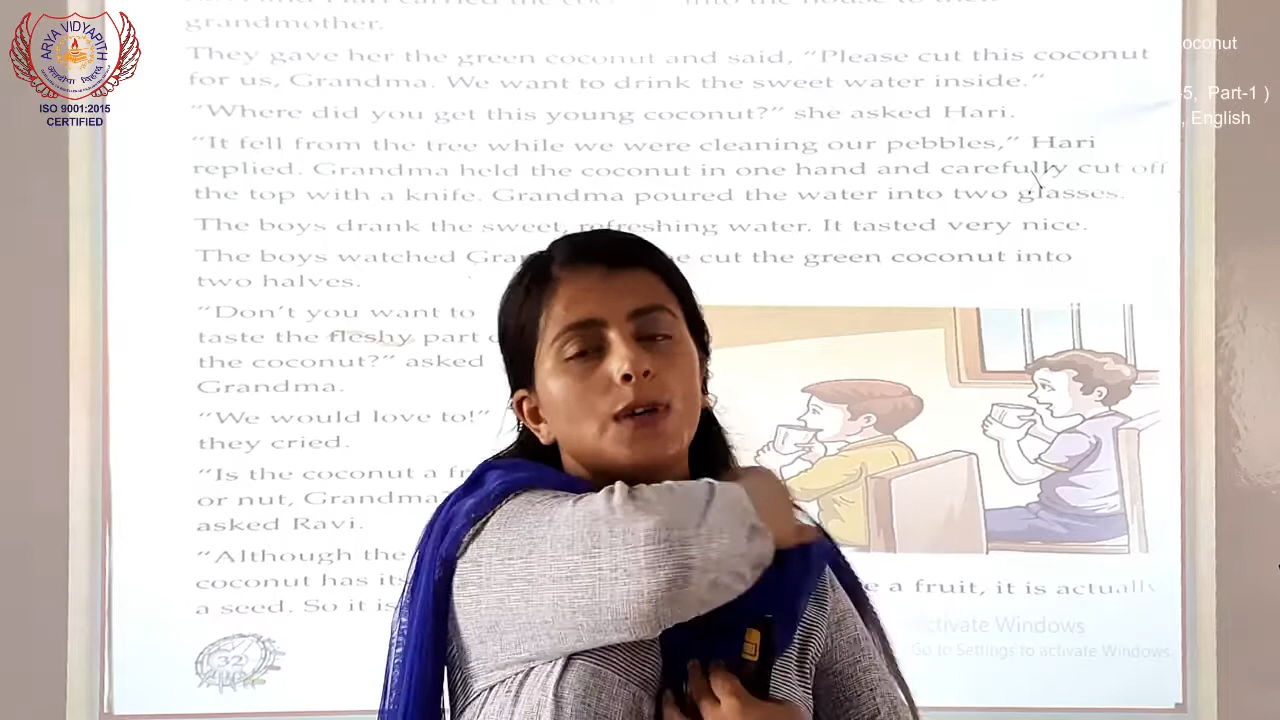 ARYA VIDYAPITH
ISO 9001:2015
CERTIFIED
oconut
-5, Part-1 )
, English
grandmother.
They gave her the green coconut and said, “Please cut this coconut
for us, Grandma. We want to drink the sweet water inside.”
“Where did you get this young coconut?” she asked Hari.
“It fell from the tree while we were cleaning our pebbles,” Hari
replied. Grandma held the coconut in one hand and carefully cut off
the top with a knife. Grandma poured the water into two glasses.
The boys drank the sweet, refreshing water. It tasted very nice.
The boys watched Gran e cut the green coconut into
two halves.
“Don’t you want to
taste the fleshy part
the coconut?” asked
Grandma.
“We would love to!”
they cried.
“Is the coconut a fr
or nut, Grandma
asked Ravi.
“Although the
coconut has its e a fruit, it is actually
a seed. So it is
32
Activate Windows
Go to Settings to activate Windows.